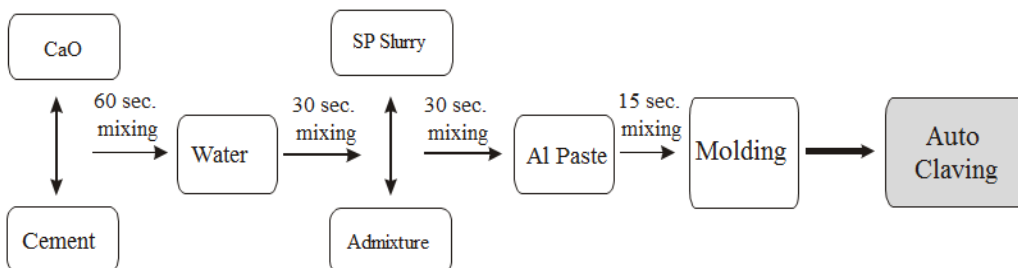 CaO
Cement
60 sec.
mixing
Water
30 sec.
mixing
SP Slurry
Admixture
30 sec.
mixing
Al Paste
15 sec.
mixing
Molding
Auto
Claving